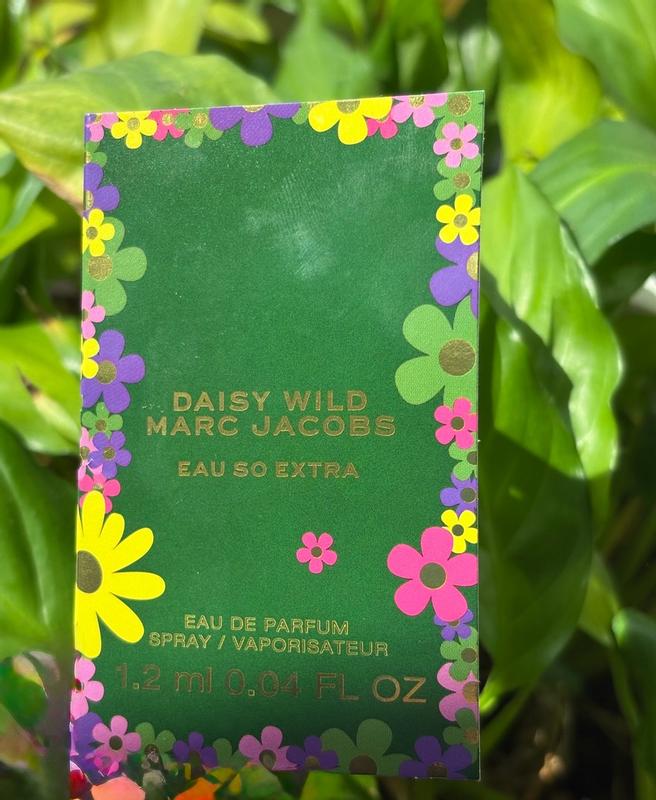 DAISY WILD
MARC JACOBS
EAU SO EXTRA
EAU DE PARFUM
SPRAY / VAPORISATEUR
1.2 ml 0.04 FL OZ